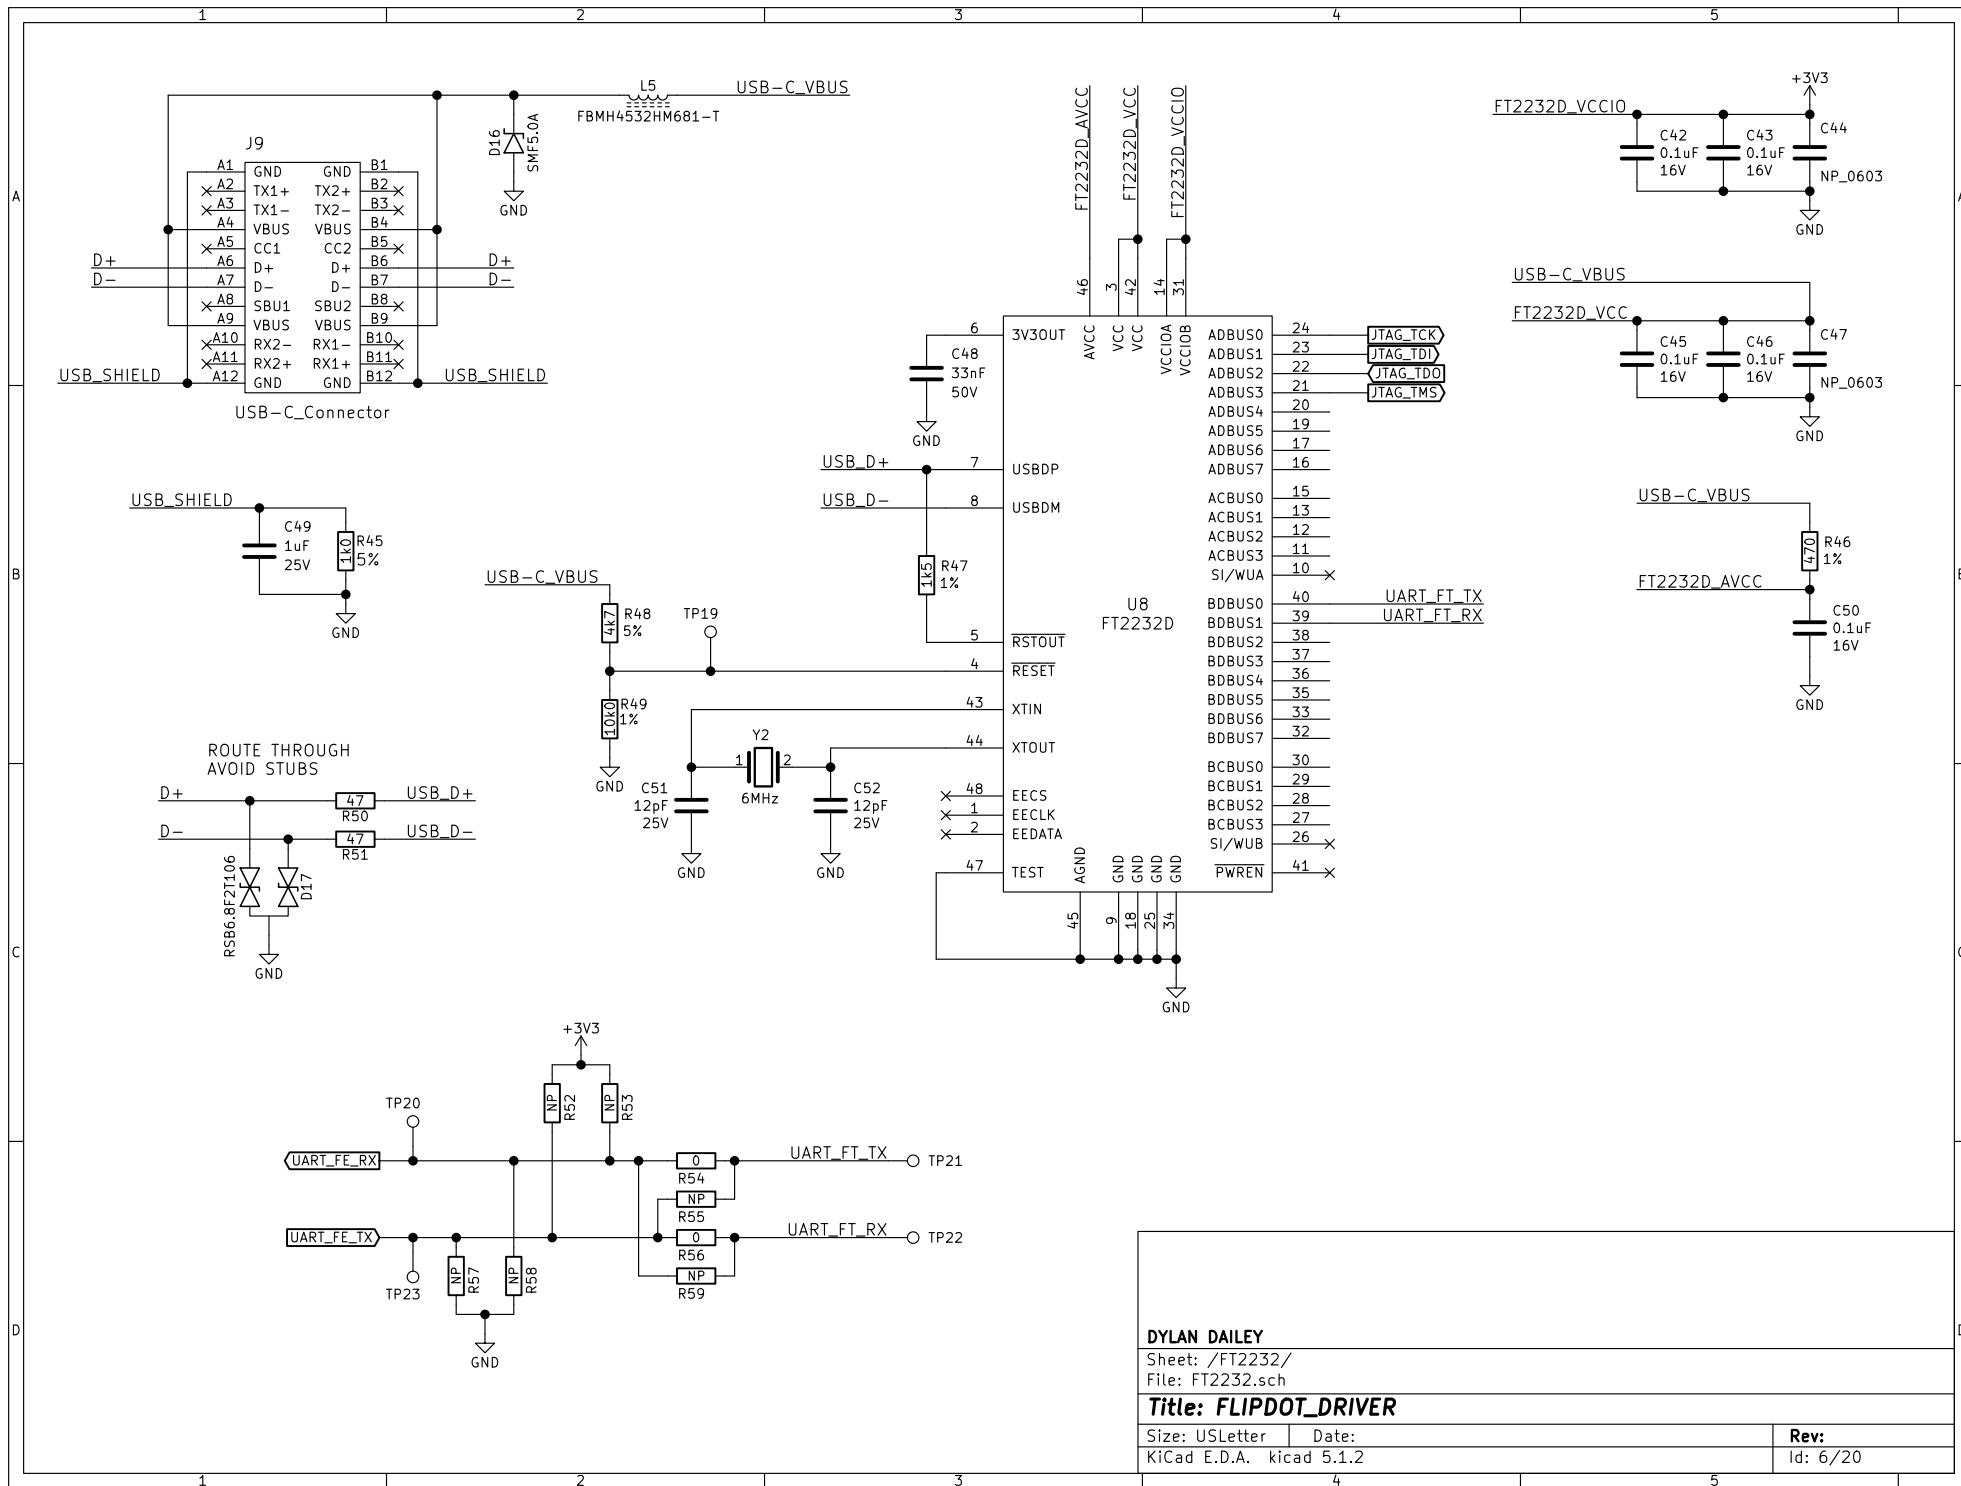 1 2 3 4 5
A
B
C
D
L5
USB-C_VBUS
FBMH4532HM681-T
D16
SMF5.0A
GND
J9
A1 GND GND B1
A2 TX1+ TX2+ B2
A3 TX1- TX2- B3
A4 VBUS VBUS B4
A5 CC1 CC2 B5
D+ A6 D+ D+ B6 D+
D- A7 D- D- B7 D-
A8 SBU1 SBU2 B8
A9 VBUS VBUS B9
A10 RX2- RX1- B10
A11 RX2+ RX1+ B11
USB_SHIELD A12 GND GND B12 USB_SHIELD
USB-C_Connector
USB_SHIELD
C49
1uF
25V
1k0
R45
5%
GND
ROUTE THROUGH
AVOID STUBS
D+ 47 USB_D+
R50
D- 47 USB_D-
R51
RSB6.8F2T106
D17
GND
USB-C_VBUS
4k7
R48
5%
TP19
10k0
R49
1%
GND
Y2
1 2
6MHz
C51
12pF
25V
GND
C52
12pF
25V
GND
C48
33nF
50V
GND
USB_D+
USB_D-
1k5
R47
1%
FT2232D_AVCC
FT2232D_VCC
FT2232D_VCCIO
46 3 42 14 31
AVCC VCC VCC VCCIOA VCCIOB
U8
FT2232D
6 3V3OUT
7 USBDP
8 USBDM
5 RSTOUT
4 RESET
43 XTIN
44 XTOUT
48 EECS
1 EECLK
2 EEDATA
47 TEST
AGND GND GND GND GND
45 9 18 25 34
GND
ADBUS0 24 JTAG_TCK
ADBUS1 23 JTAG_TDI
ADBUS2 22 JTAG_TDO
ADBUS3 21 JTAG_TMS
ADBUS4 20
ADBUS5 19
ADBUS6 17
ADBUS7 16
ACBUS0 15
ACBUS1 13
ACBUS2 12
ACBUS3 11
SI/WUA 10
BDBUS0 40 UART_FT_TX
BDBUS1 39 UART_FT_RX
BDBUS2 38
BDBUS3 37
BDBUS4 36
BDBUS5 35
BDBUS6 33
BDBUS7 32
BCBUS0 30
BCBUS1 29
BCBUS2 28
BCBUS3 27
SI/WUB 26
PWREN 41
+3V3
FT2232D_VCCIO
C42
0.1uF
16V
C43
0.1uF
16V
C44
NP_0603
GND
USB-C_VBUS
FT2232D_VCC
C45
0.1uF
16V
C46
0.1uF
16V
C47
NP_0603
GND
USB-C_VBUS
470
R46
1%
FT2232D_AVCC
C50
0.1uF
16V
GND
+3V3
NP
R52
NP
R53
TP20
UART_FE_RX
0
R54
UART_FT_TX
TP21
NP
R55
UART_FE_TX
0
R56
UART_FT_RX
TP22
NP
R59
TP23
NP
R57
NP
R58
GND
DYLAN DAILEY
Sheet: /FT2232/
File: FT2232.sch
Title: FLIPDOT_DRIVER
Size: USLetter Date: Rev:
KiCad E.D.A. kicad 5.1.2 Id: 6/20
1 2 3 4 5